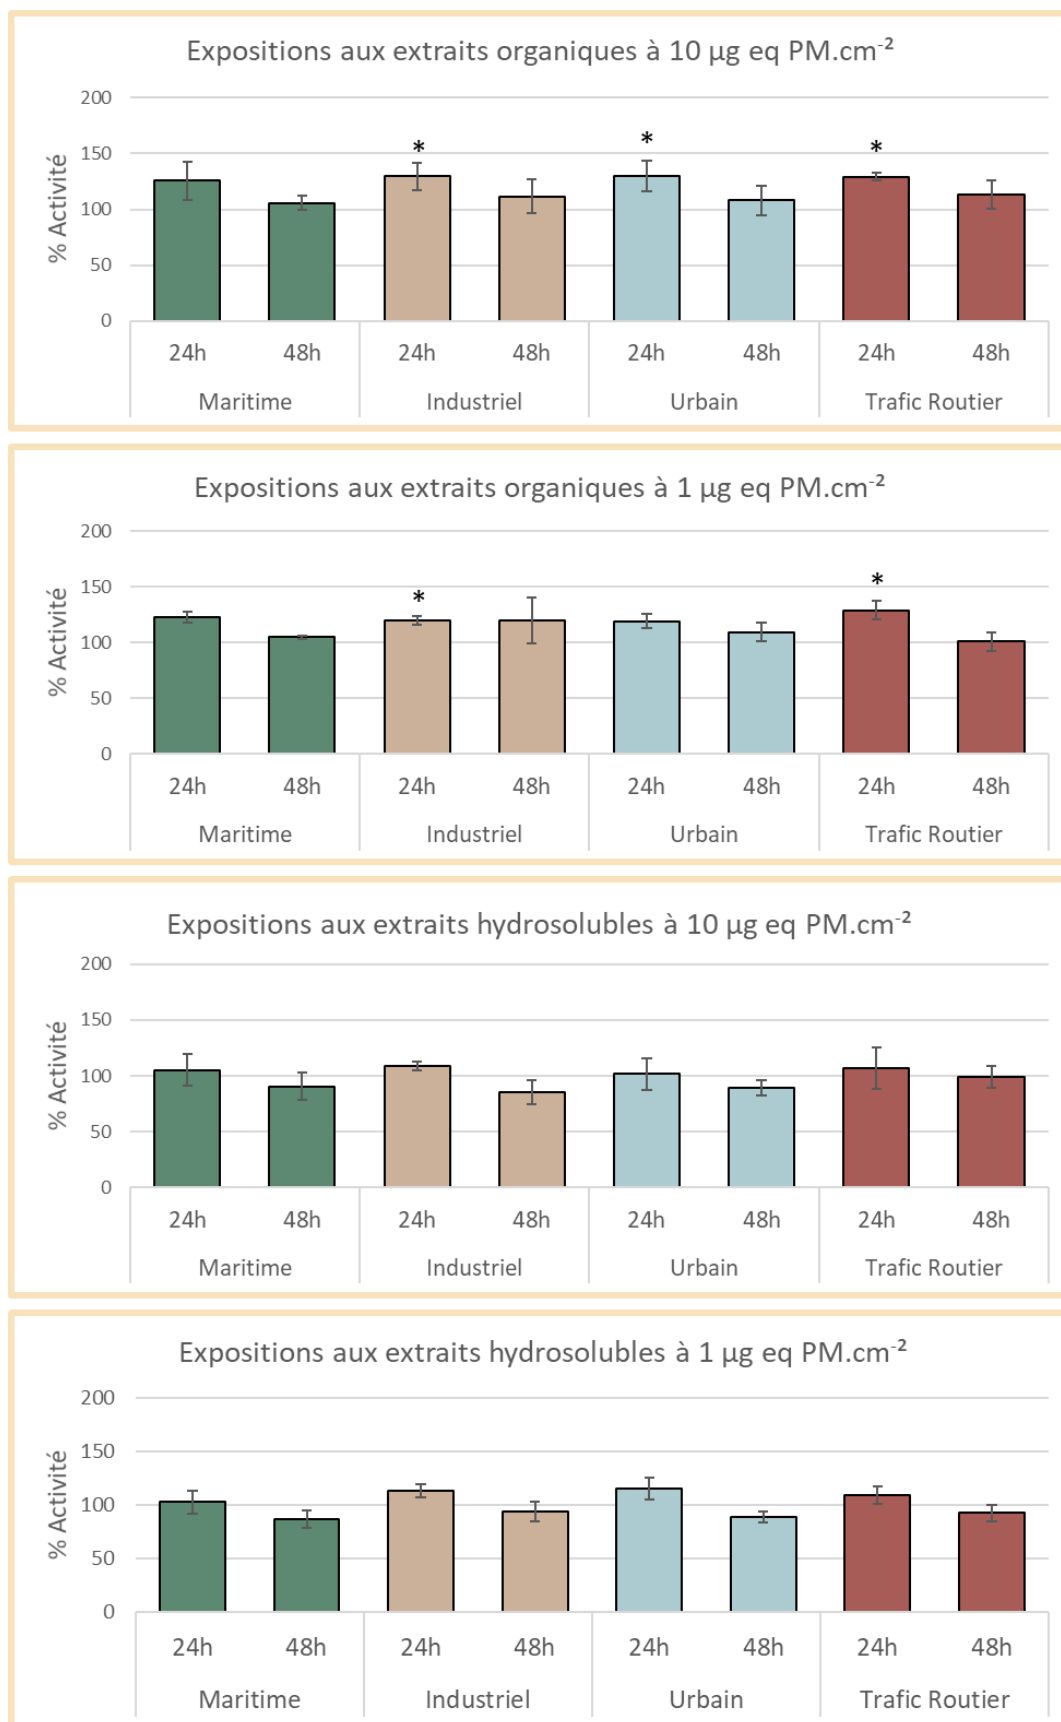 Expositions aux extraits organiques à 10 µg eq PM.cm⁻²
% Activité
200
150
100
50
0
* * *
24h 48h 24h 48h 24h 48h 24h 48h
Maritime Industriel Urbain Trafic Routier
Expositions aux extraits organiques à 1 µg eq PM.cm⁻²
% Activité
200
150
100
50
0
* *
24h 48h 24h 48h 24h 48h 24h 48h
Maritime Industriel Urbain Trafic Routier
Expositions aux extraits hydrosolubles à 10 µg eq PM.cm⁻²
% Activité
200
150
100
50
0
24h 48h 24h 48h 24h 48h 24h 48h
Maritime Industriel Urbain Trafic Routier
Expositions aux extraits hydrosolubles à 1 µg eq PM.cm⁻²
% Activité
200
150
100
50
0
24h 48h 24h 48h 24h 48h 24h 48h
Maritime Industriel Urbain Trafic Routier